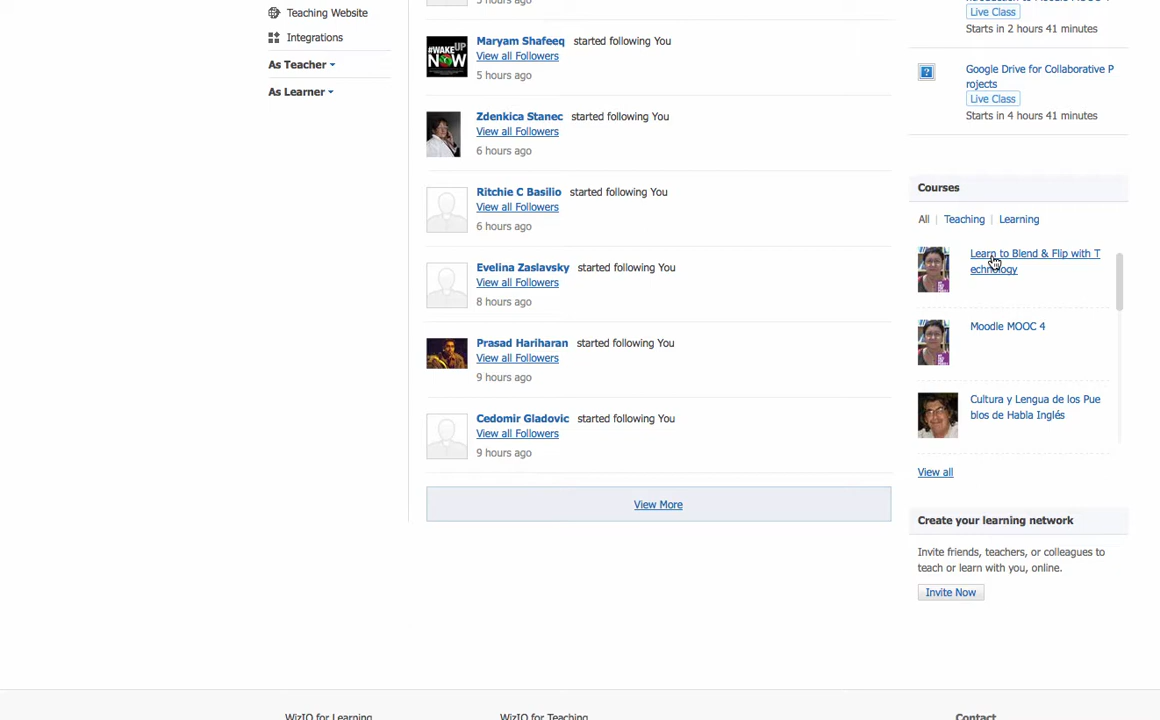 Teaching Website
Integrations
As Teacher
As Learner
#WAKEUP
NOW
Maryam Shafeeq started following You
View all Followers
5 hours ago
Zdenkica Stanec started following You
View all Followers
6 hours ago
Ritchie C Basilio started following You
View all Followers
6 hours ago
Evelina Zaslavsky started following You
View all Followers
8 hours ago
Prasad Hariharan started following You
View all Followers
9 hours ago
Cedomir Gladovic started following You
View all Followers
9 hours ago
View More
Live Class
Starts in 2 hours 41 minutes
Google Drive for Collaborative P
rojects
Live Class
Starts in 4 hours 41 minutes
Courses
All | Teaching | Learning
Learn to Blend & Flip with T
echnology
Moodle MOOC 4
Cultura y Lengua de los Pue
blos de Habla Inglés
View all
Create your learning network
Invite friends, teachers, or colleagues to
teach or learn with you, online.
Invite Now
WizIQ for Learning
WizIQ for Teaching
Contact